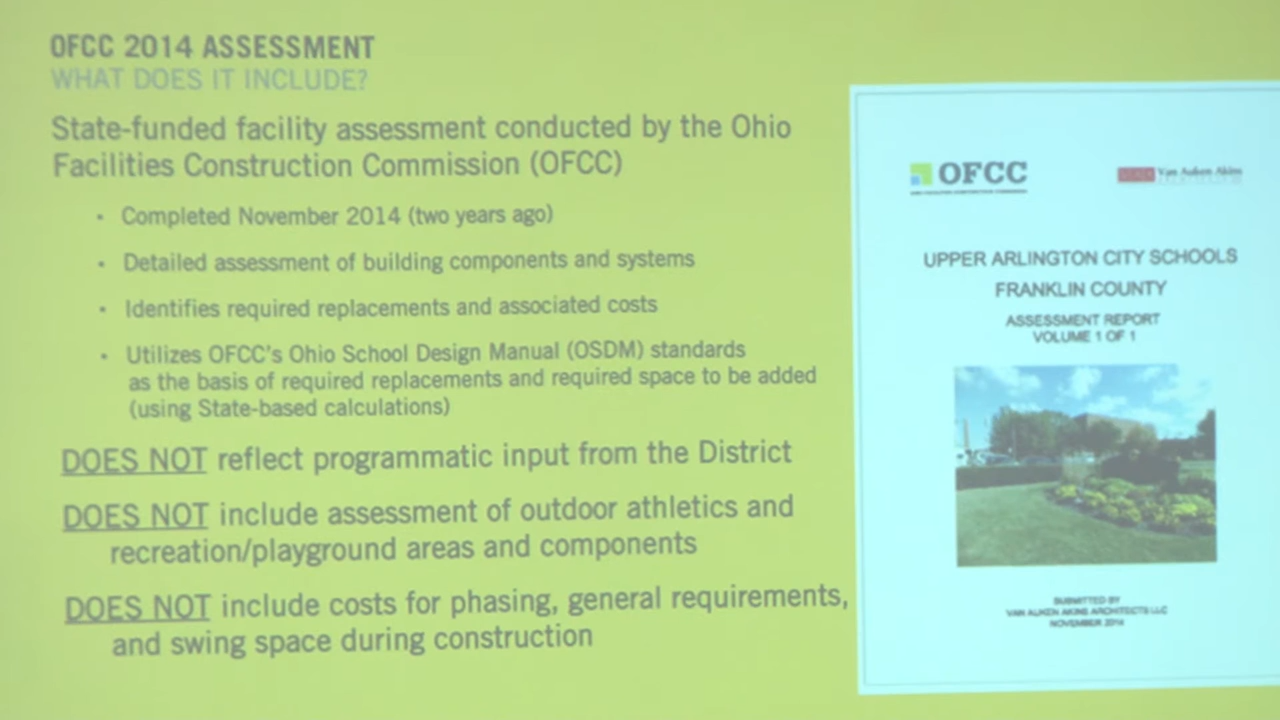 OFCC 2014 ASSESSMENT
WHAT DOES IT INCLUDE?
State-funded facility assessment conducted by the Ohio
Facilities Construction Commission (OFCC)
• Completed November 2014 (two years ago)
• Detailed assessment of building components and systems
• Identifies required replacements and associated costs
• Utilizes OFCC's Ohio School Design Manual (OSDM) standards
as the basis of required replacements and required space to be added
(using State-based calculations)
DOES NOT reflect programmatic input from the District
DOES NOT include assessment of outdoor athletics and
recreation/playground areas and components
DOES NOT include costs for phasing, general requirements,
and swing space during construction
OFCC
Van Auken Akins
UPPER ARLINGTON CITY SCHOOLS
FRANKLIN COUNTY
ASSESSMENT REPORT
VOLUME 1 OF 1
SUBMITTED BY
VAN AUKEN AKINS ARCHITECTS LLC
NOVEMBER 2014